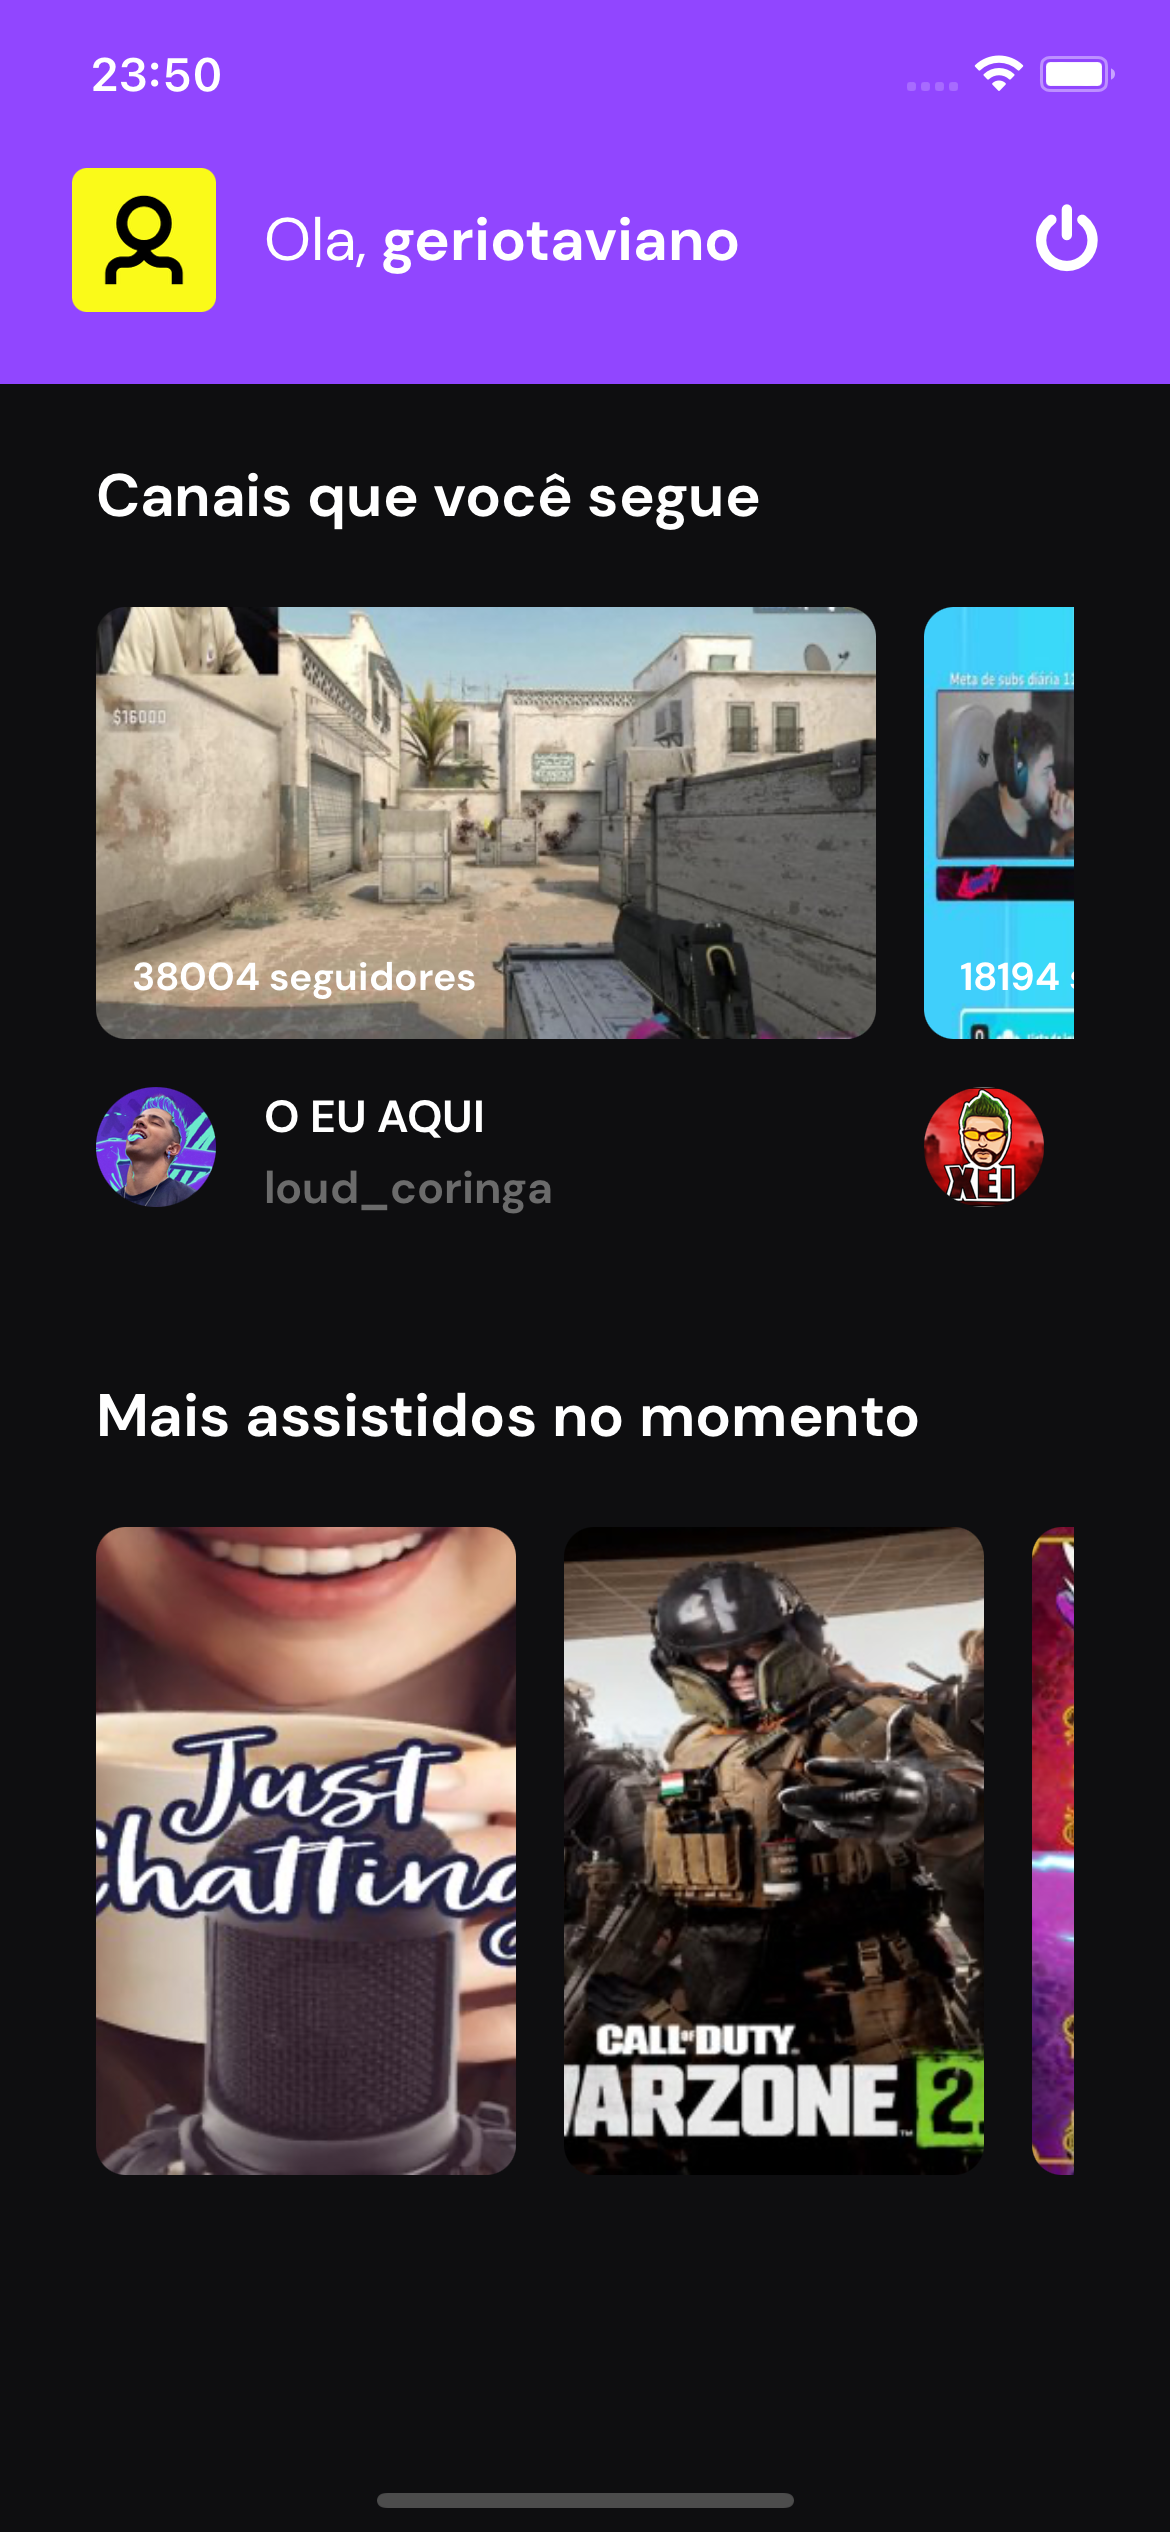 23:50
Ola, geriotaviano
Canais que você segue
$16000
Meta de subs diária 1
38004 seguidores
18194
O EU AQUI
loud_coringa
XEI
Mais assistidos no momento
Just
Chatting
CALL OF DUTY
WARZONE 2.